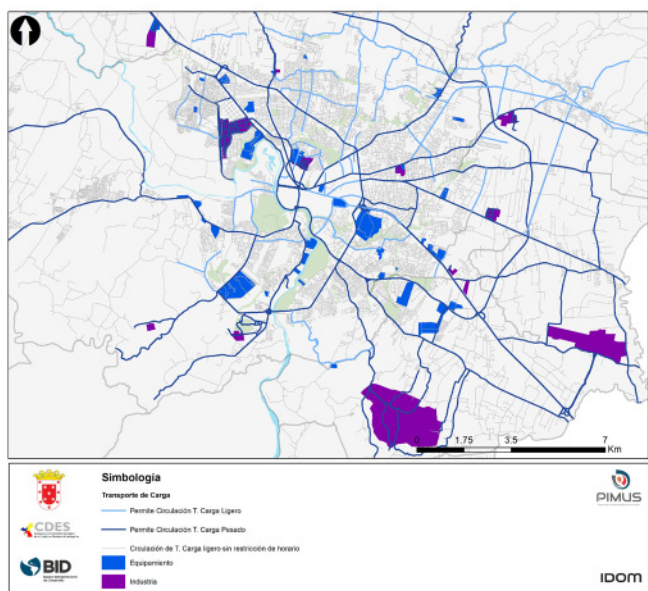 0 1.75 3.5 7
Km
Simbología
Transporte de Carga
Permite Circulación T. Carga Ligero
Permite Circulación T. Carga Pesado
Circulación de T. Carga ligero sin restricción de horario
Equipamiento
Industria
CDES
BID
PIMUS
IDOM